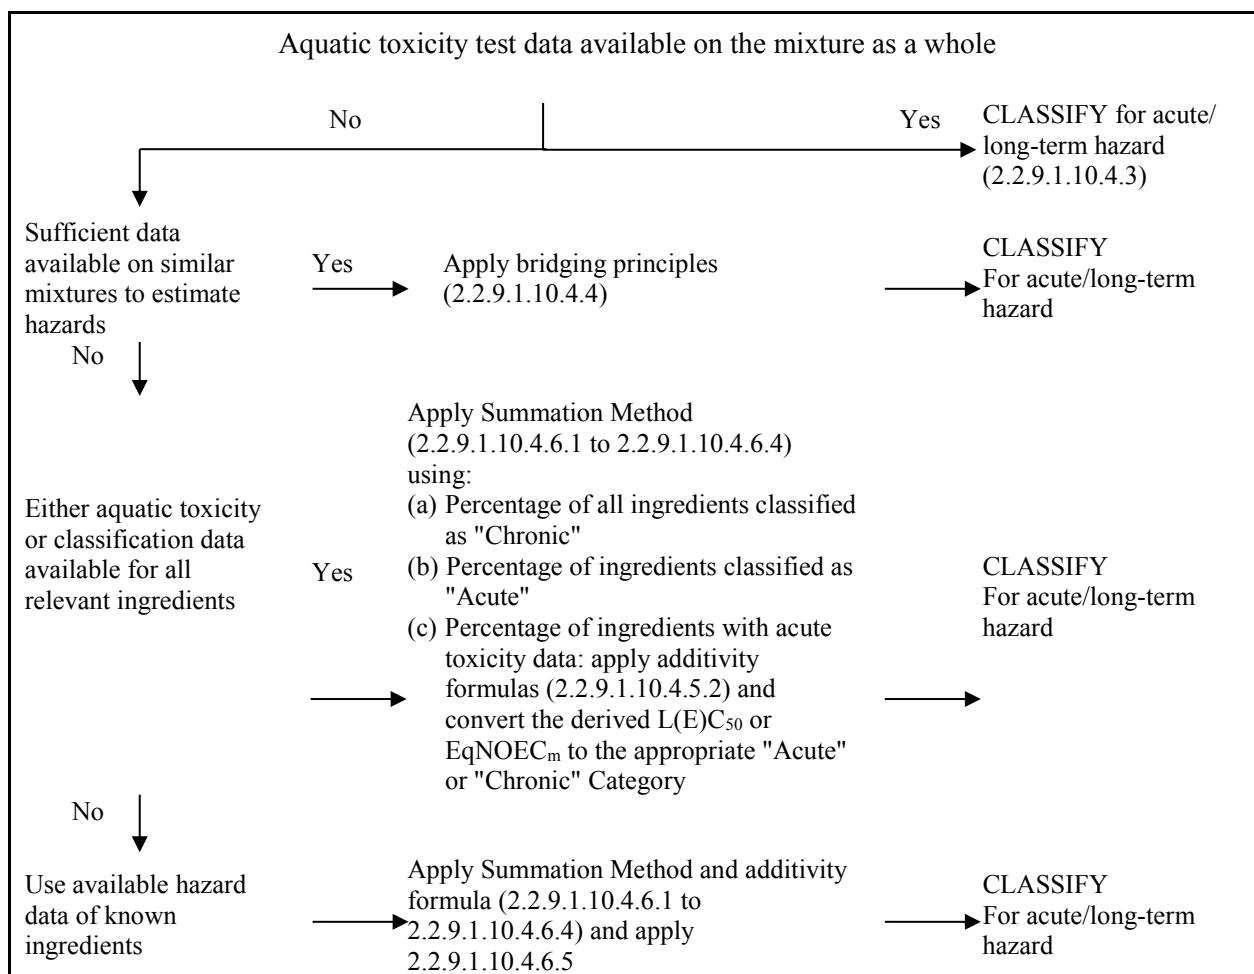 Aquatic toxicity test data available on the mixture as a whole
No
Yes
CLASSIFY for acute/
long-term hazard
(2.2.9.1.10.4.3)
Sufficient data
available on similar
mixtures to estimate
hazards
Yes
Apply bridging principles
(2.2.9.1.10.4.4)
CLASSIFY
For acute/long-term
hazard
No
Either aquatic toxicity
or classification data
available for all
relevant ingredients
Yes
Apply Summation Method
(2.2.9.1.10.4.6.1 to 2.2.9.1.10.4.6.4)
using:
(a) Percentage of all ingredients classified
as "Chronic"
(b) Percentage of ingredients classified as
"Acute"
(c) Percentage of ingredients with acute
toxicity data: apply additivity
formulas (2.2.9.1.10.4.5.2) and
convert the derived L(E)C₅₀ or
EqNOECₘ to the appropriate "Acute"
or "Chronic" Category
CLASSIFY
For acute/long-term
hazard
No
Use available hazard
data of known
ingredients
Apply Summation Method and additivity
formula (2.2.9.1.10.4.6.1 to
2.2.9.1.10.4.6.4) and apply
2.2.9.1.10.4.6.5
CLASSIFY
For acute/long-term
hazard